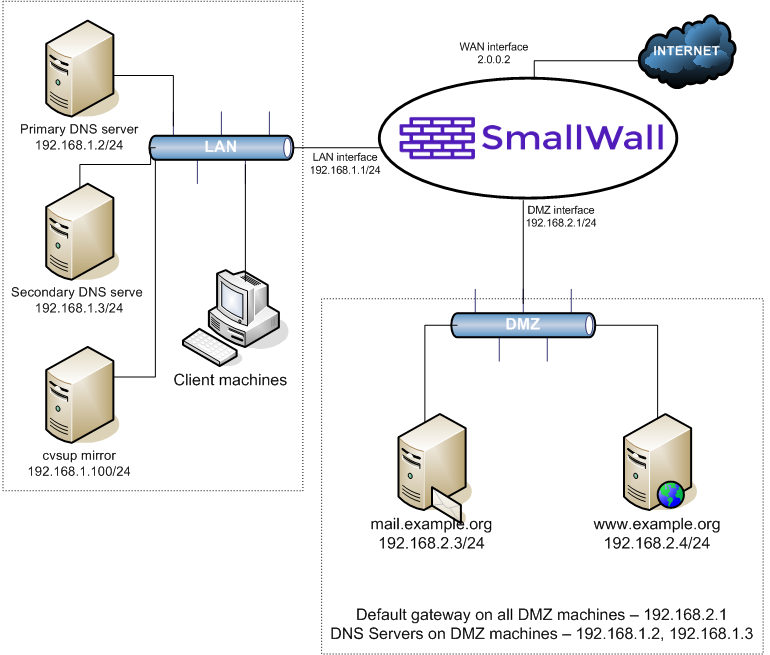 WAN interface
2.0.0.2
INTERNET
Primary DNS server
192.168.1.2/24
LAN
SmallWall
LAN interface
192.168.1.1/24
DMZ interface
192.168.2.1/24
Secondary DNS serve
192.168.1.3/24
DMZ
Client machines
cvsup mirror
192.168.1.100/24
mail.example.org
192.168.2.3/24
www.example.org
192.168.2.4/24
Default gateway on all DMZ machines – 192.168.2.1
DNS Servers on DMZ machines – 192.168.1.2, 192.168.1.3